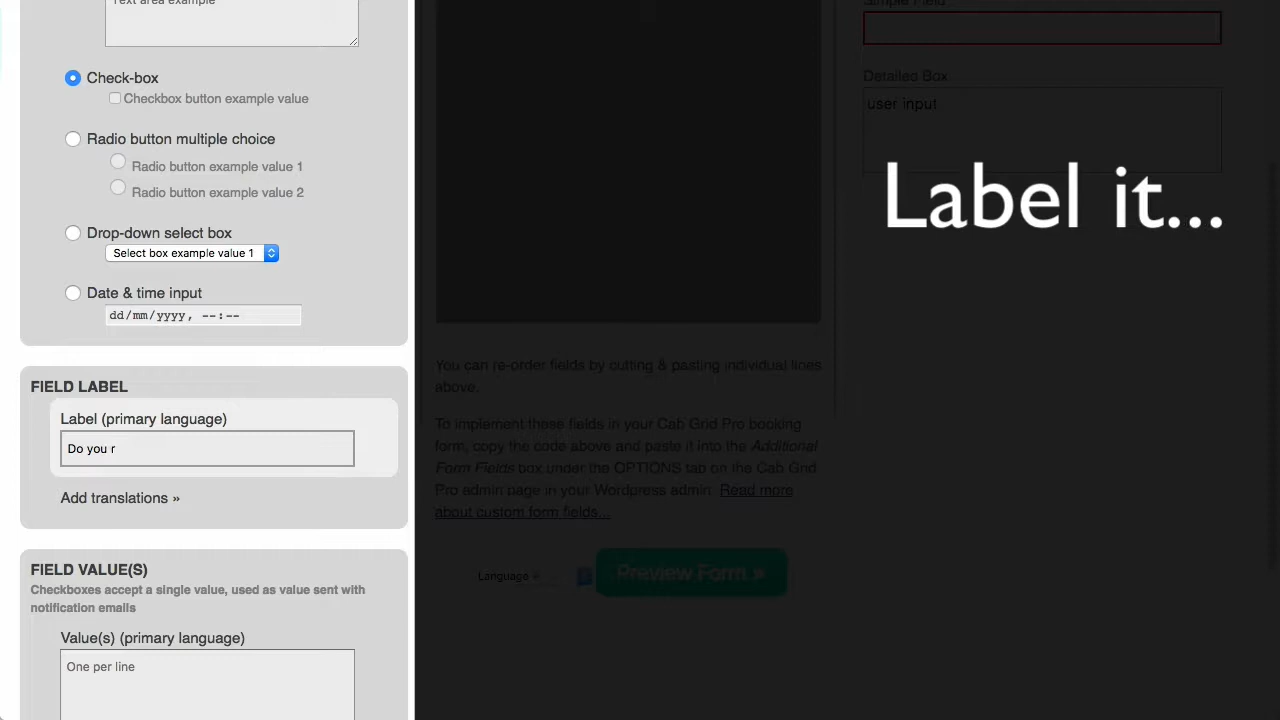 Text area example
Check-box
Checkbox button example value
Radio button multiple choice
Radio button example value 1
Radio button example value 2
Drop-down select box
Select box example value 1
Date & time input
dd/mm/yyyy, --:--
FIELD LABEL
Label (primary language)
Do you r
Add translations »
FIELD VALUE(S)
Checkboxes accept a single value, used as value sent with
notification emails
Value(s) (primary language)
One per line
You can re-order fields by cutting & pasting individual lines
above.
To implement these fields in your Cab Grid Pro booking
form, copy the code above and paste it into the Additional
Form Fields box under the OPTIONS tab on the Cab Grid
Pro admin page in your Wordpress admin. Read more
about custom form fields...
Language
Preview Form »
Simple Field
Detailed Box
user input
Label it...